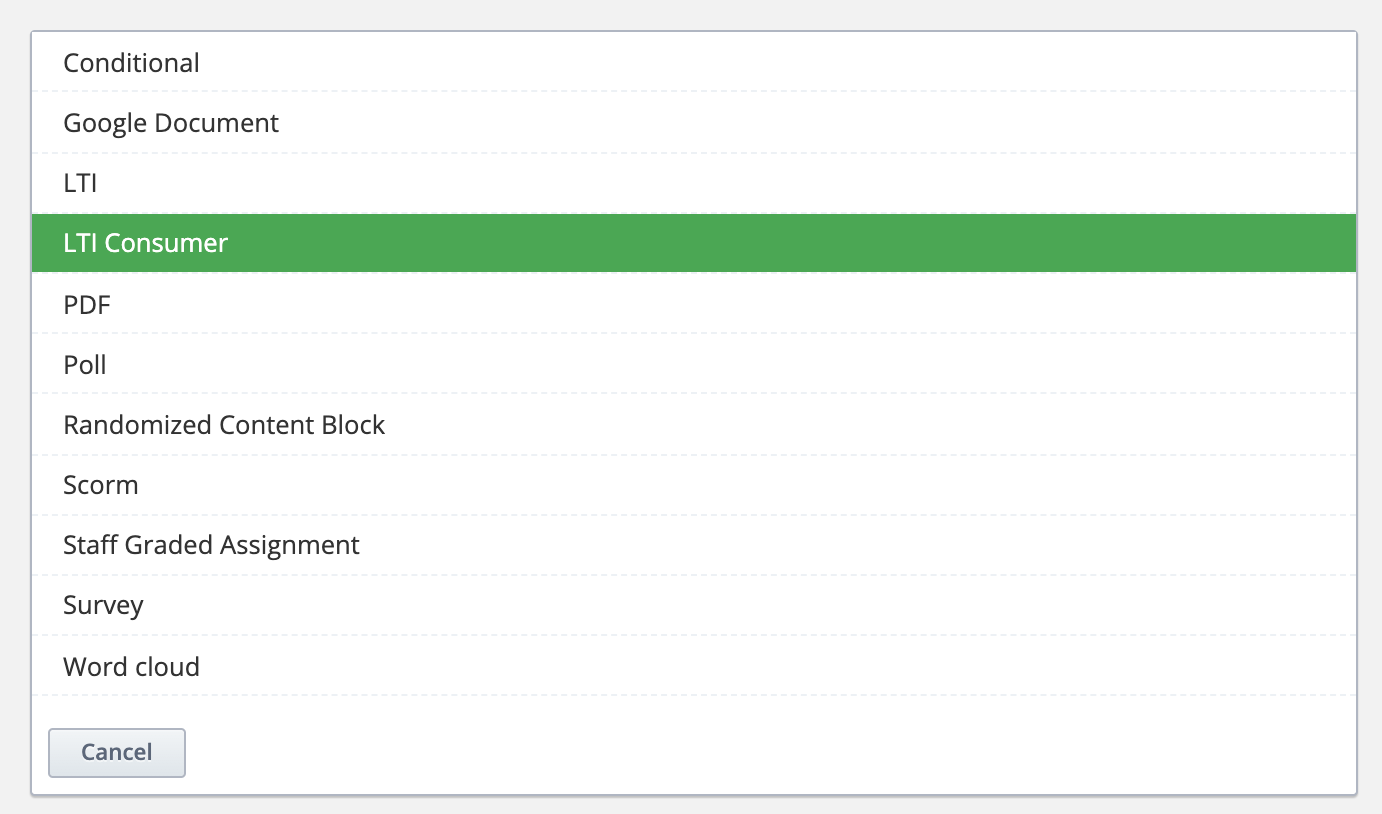 Conditional
Google Document
LTI
LTI Consumer
PDF
Poll
Randomized Content Block
Scorm
Staff Graded Assignment
Survey
Word cloud
Cancel